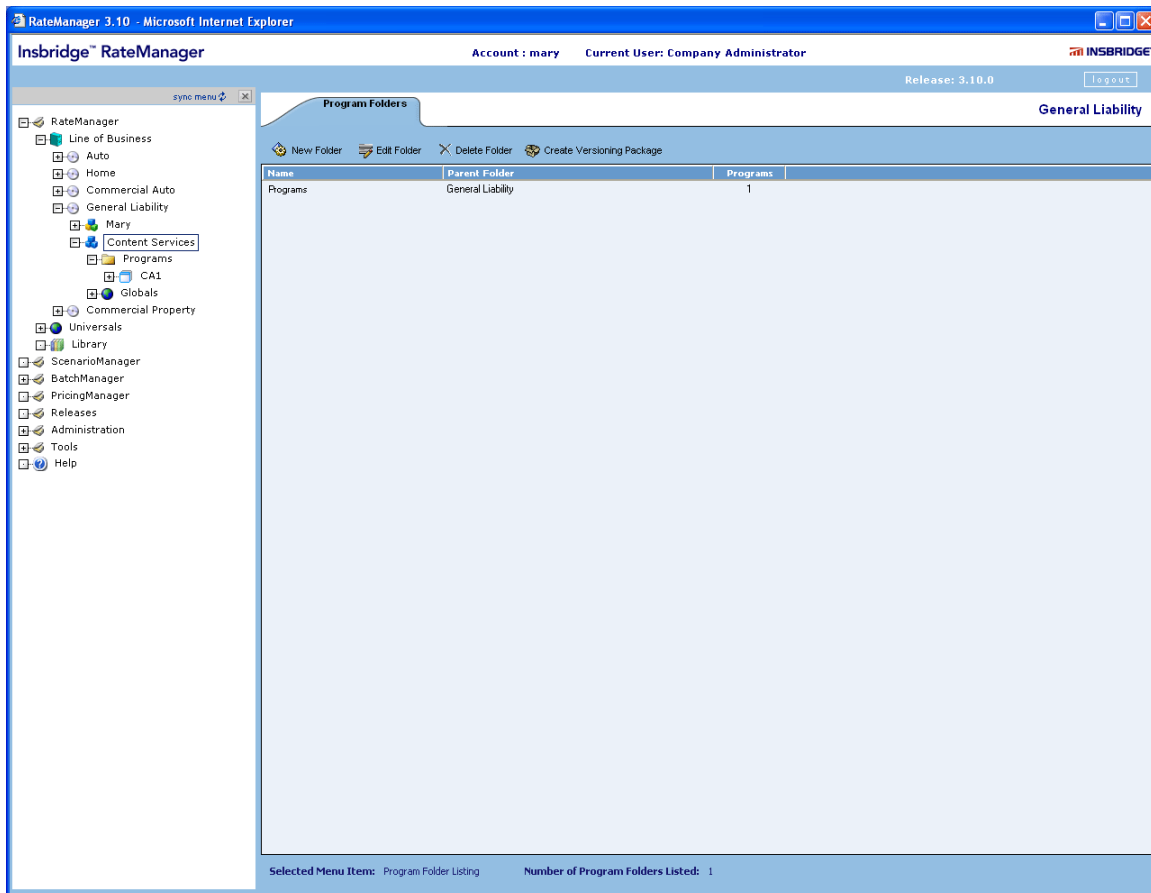 RateManager 3.10 - Microsoft Internet Explorer
Insbridge™ RateManager Account : mary Current User: Company Administrator INSBRIDGE
Release: 3.10.0 logout
sync menu
Program Folders General Liability
RateManager
Line of Business
Auto
Home
Commercial Auto
General Liability
Mary
Content Services
Programs
CA1
Globals
Commercial Property
Universals
Library
ScenarioManager
BatchManager
PricingManager
Releases
Administration
Tools
Help
New Folder Edit Folder Delete Folder Create Versioning Package
Name Parent Folder Programs
Programs General Liability 1
Selected Menu Item: Program Folder Listing Number of Program Folders Listed: 1